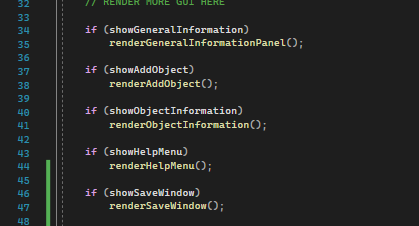 32 // RENDER MORE GUI HERE
33
34 if (showGeneralInformation)
35 renderGeneralInformationPanel();
36
37 if (showAddObject)
38 renderAddObject();
39
40 if (showObjectInformation)
41 renderObjectInformation();
42
43 if (showHelpMenu)
44 renderHelpMenu();
45
46 if (showSaveWindow)
47 renderSaveWindow();
48